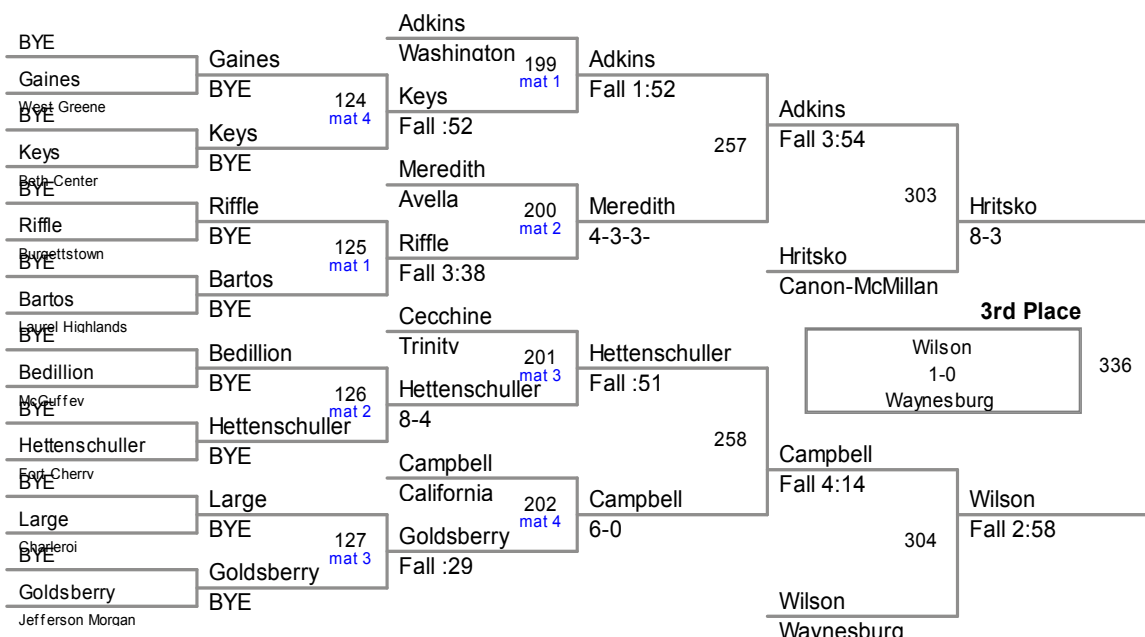 BYE
Gaines
West Greene
BYE
Keys
Beth-Center
BYE
Riffle
Burgettstown
BYE
Bartos
Laurel Highlands
BYE
Bedillion
McGuffey
BYE
Hettenschuller
Fort Cherry
BYE
Large
Charleroi
BYE
Goldsberry
Jefferson Morgan
Gaines
BYE
124
mat 4
Keys
BYE
Riffle
BYE
125
mat 1
Bartos
BYE
Bedillion
BYE
126
mat 2
Hettenschuller
BYE
Large
BYE
127
mat 3
Goldsberry
BYE
Adkins
Washington
199
mat 1
Keys
Fall :52
Meredith
Avella
200
mat 2
Riffle
Fall 3:38
Cecchine
Trinity
201
mat 3
Hettenschuller
8-4
Campbell
California
202
mat 4
Goldsberry
Fall :29
Adkins
Fall 1:52
257
Meredith
4-3-3-
Hettenschuller
Fall :51
258
Campbell
6-0
Adkins
Fall 3:54
303
Hritsko
Canon-McMillan
Campbell
Fall 4:14
304
Wilson
Waynesburg
Hritsko
8-3
3rd Place
Wilson
1-0
Waynesburg
336
Wilson
Fall 2:58